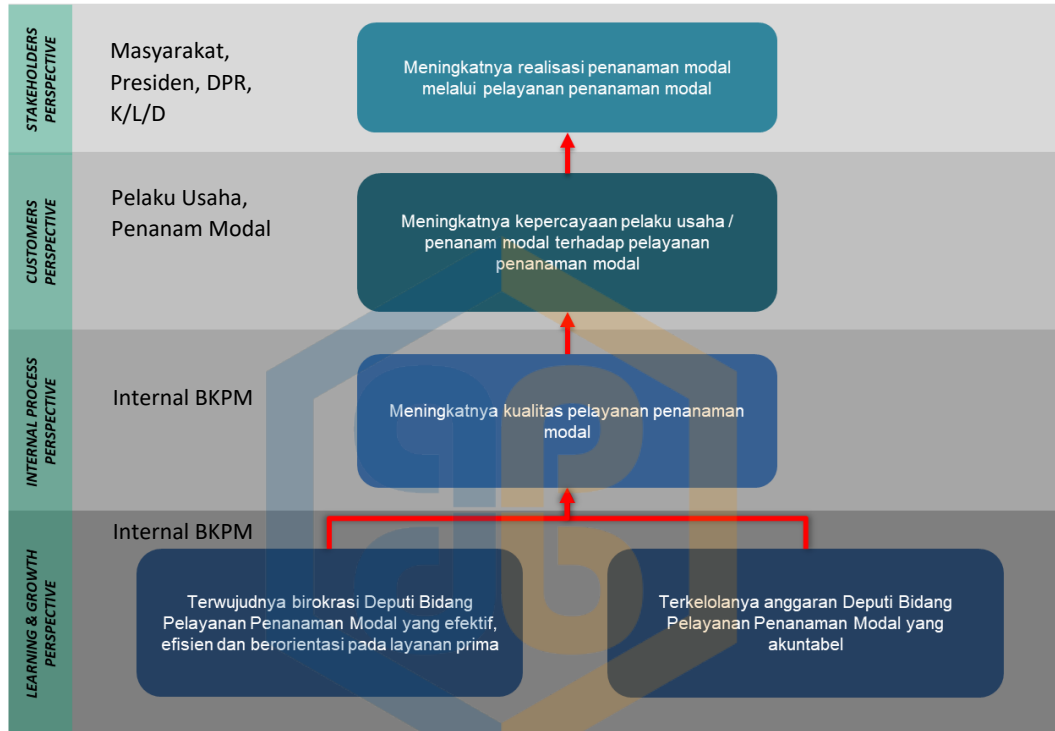 STAKEHOLDERS
PERSPECTIVE
Masyarakat,
Presiden, DPR,
K/L/D
Meningkatnya realisasi penanaman modal
melalui pelayanan penanaman modal
CUSTOMERS
PERSPECTIVE
Pelaku Usaha,
Penanam Modal
Meningkatnya kepercayaan pelaku usaha /
penanam modal terhadap pelayanan
penanaman modal
INTERNAL PROCESS
PERSPECTIVE
Internal BKPM
Meningkatnya kualitas pelayanan penanaman
modal
LEARNING & GROWTH
PERSPECTIVE
Internal BKPM
Terwujudnya birokrasi Deputi Bidang
Pelayanan Penanaman Modal yang efektif,
efisien dan berorientasi pada layanan prima
Terkelolanya anggaran Deputi Bidang
Pelayanan Penanaman Modal yang
akuntabel